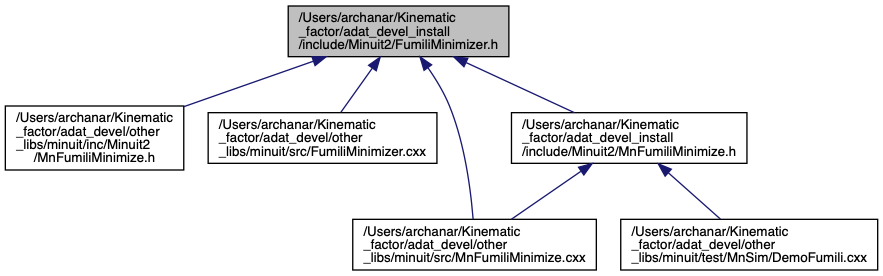 /Users/archanar/Kinematic
_factor/adat_devel_install
/include/Minuit2/FumiliMinimizer.h
/Users/archanar/Kinematic
_factor/adat_devel/other
_libs/minuit/inc/Minuit2
/MnFumiliMinimize.h
/Users/archanar/Kinematic
_factor/adat_devel/other
_libs/minuit/src/FumiliMinimizer.cxx
/Users/archanar/Kinematic
_factor/adat_devel_install
/include/Minuit2/MnFumiliMinimize.h
/Users/archanar/Kinematic
_factor/adat_devel/other
_libs/minuit/src/MnFumiliMinimize.cxx
/Users/archanar/Kinematic
_factor/adat_devel/other
_libs/minuit/test/MnSim/DemoFumili.cxx